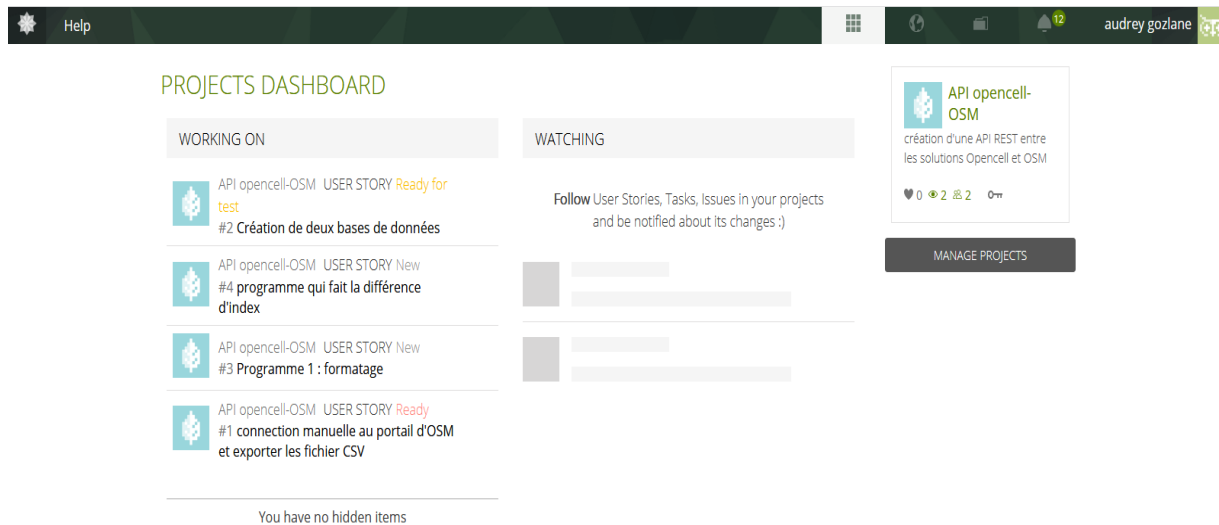 Help
12
audrey gozlane
PROJECTS DASHBOARD
WORKING ON
API opencell-OSM USER STORY Ready for
test
#2 Création de deux bases de données
API opencell-OSM USER STORY New
#4 programme qui fait la différence
d'index
API opencell-OSM USER STORY New
#3 Programme 1 : formatage
API opencell-OSM USER STORY Ready
#1 connection manuelle au portail d'OSM
et exporter les fichier CSV
You have no hidden items
WATCHING
Follow User Stories, Tasks, Issues in your projects
and be notified about its changes :)
API opencell-
OSM
création d'une API REST entre
les solutions Opencell et OSM
0 2 2
MANAGE PROJECTS